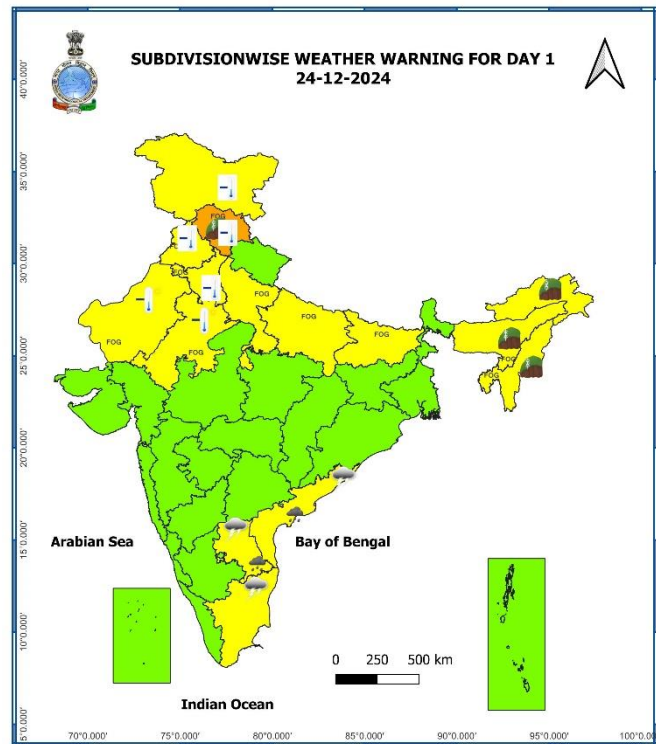 SUBDIVISIONWISE WEATHER WARNING FOR DAY 1
24-12-2024
40°0.000'
35°0.000'
30°0.000'
25°0.000'
20°0.000'
15°0.000'
10°0.000'
5°0.000'
FOG
FOG
FOG
FOG
FOG
FOG
FOG
FOG
FOG
Arabian Sea
Bay of Bengal
Indian Ocean
0 250 500 km
70°0.000' 75°0.000' 80°0.000' 85°0.000' 90°0.000' 95°0.000' 100°0.000'